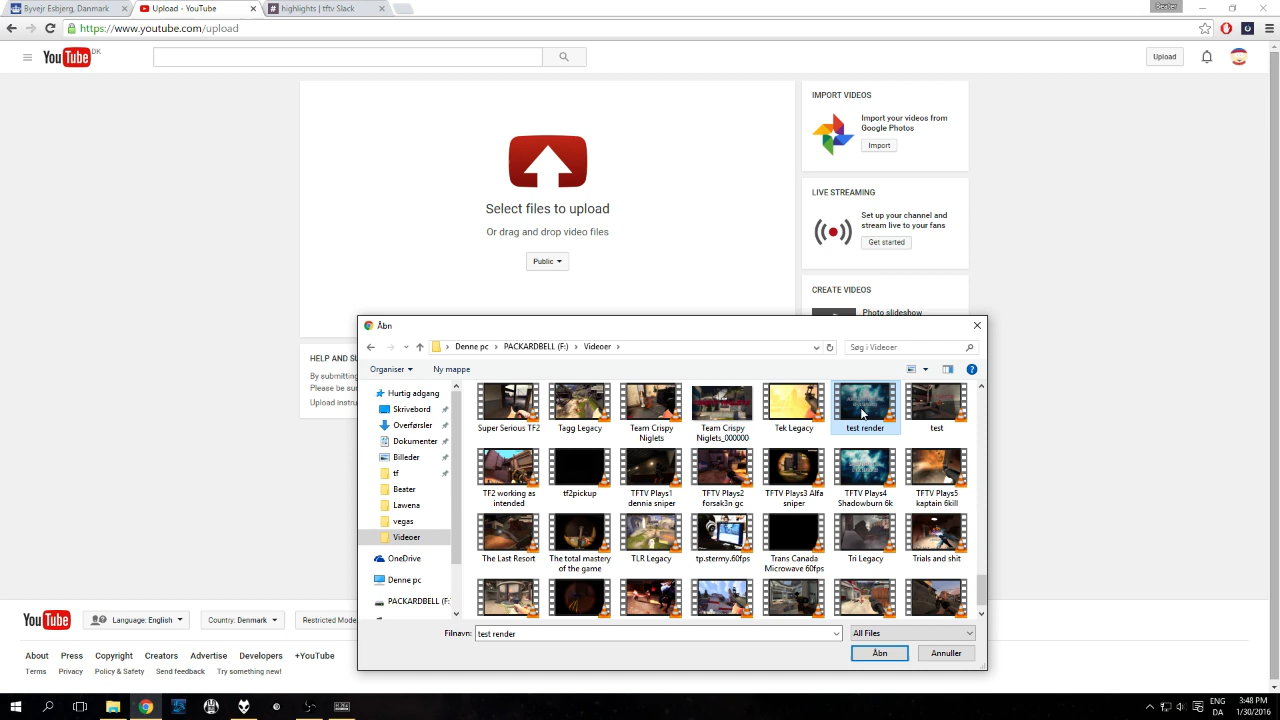 Byvejr Esbjerg, Danmark
Upload - YouTube
highlights | tftv Slack
Beater
https://www.youtube.com/upload
YouTube DK
Upload
Select files to upload
Or drag and drop video files
Public
IMPORT VIDEOS
Import your videos from
Google Photos
Import
LIVE STREAMING
Set up your channel and
stream live to your fans
Get started
CREATE VIDEOS
Photo slideshow
HELP AND SU
By submitting
Please be sur
Upload instru
Åbn
Denne pc
PACKARDBELL (F:)
Videoer
Søg i Videoer
Organiser
Ny mappe
Hurtig adgang
Skrivebord
Overførsler
Dokumenter
Billeder
tf
Beater
Lawena
vegas
Videoer
OneDrive
Denne pc
PACKARDBELL (F:
Super Serious TF2
Tagg Legacy
Team Crispy
Niglets
Team Crispy
Niglets_000000
Tek Legacy
test render
test
TF2 working as
intended
tf2pickup
TFTV Plays1
dennia sniper
TFTV Plays2
forsak3n gc
TFTV Plays3 Alfa
sniper
TFTV Plays4
Shadowburn 6k
TFTV Plays5
kaptain 6kill
The Last Resort
The total mastery
of the game
TLR Legacy
tp.stermy.60fps
Trans Canada
Microwave 60fps
Tri Legacy
Trials and shit
Filnavn:
test render
All Files
Åbn
Annuller
YouTube
Language: English
Country: Denmark
Restricted Mode
About
Press
Copyright
Creators
Advertise
Developers
+YouTube
Terms
Privacy
Policy & Safety
Send feedback
Try something new!
ENG
DA
3:48 PM
1/30/2016